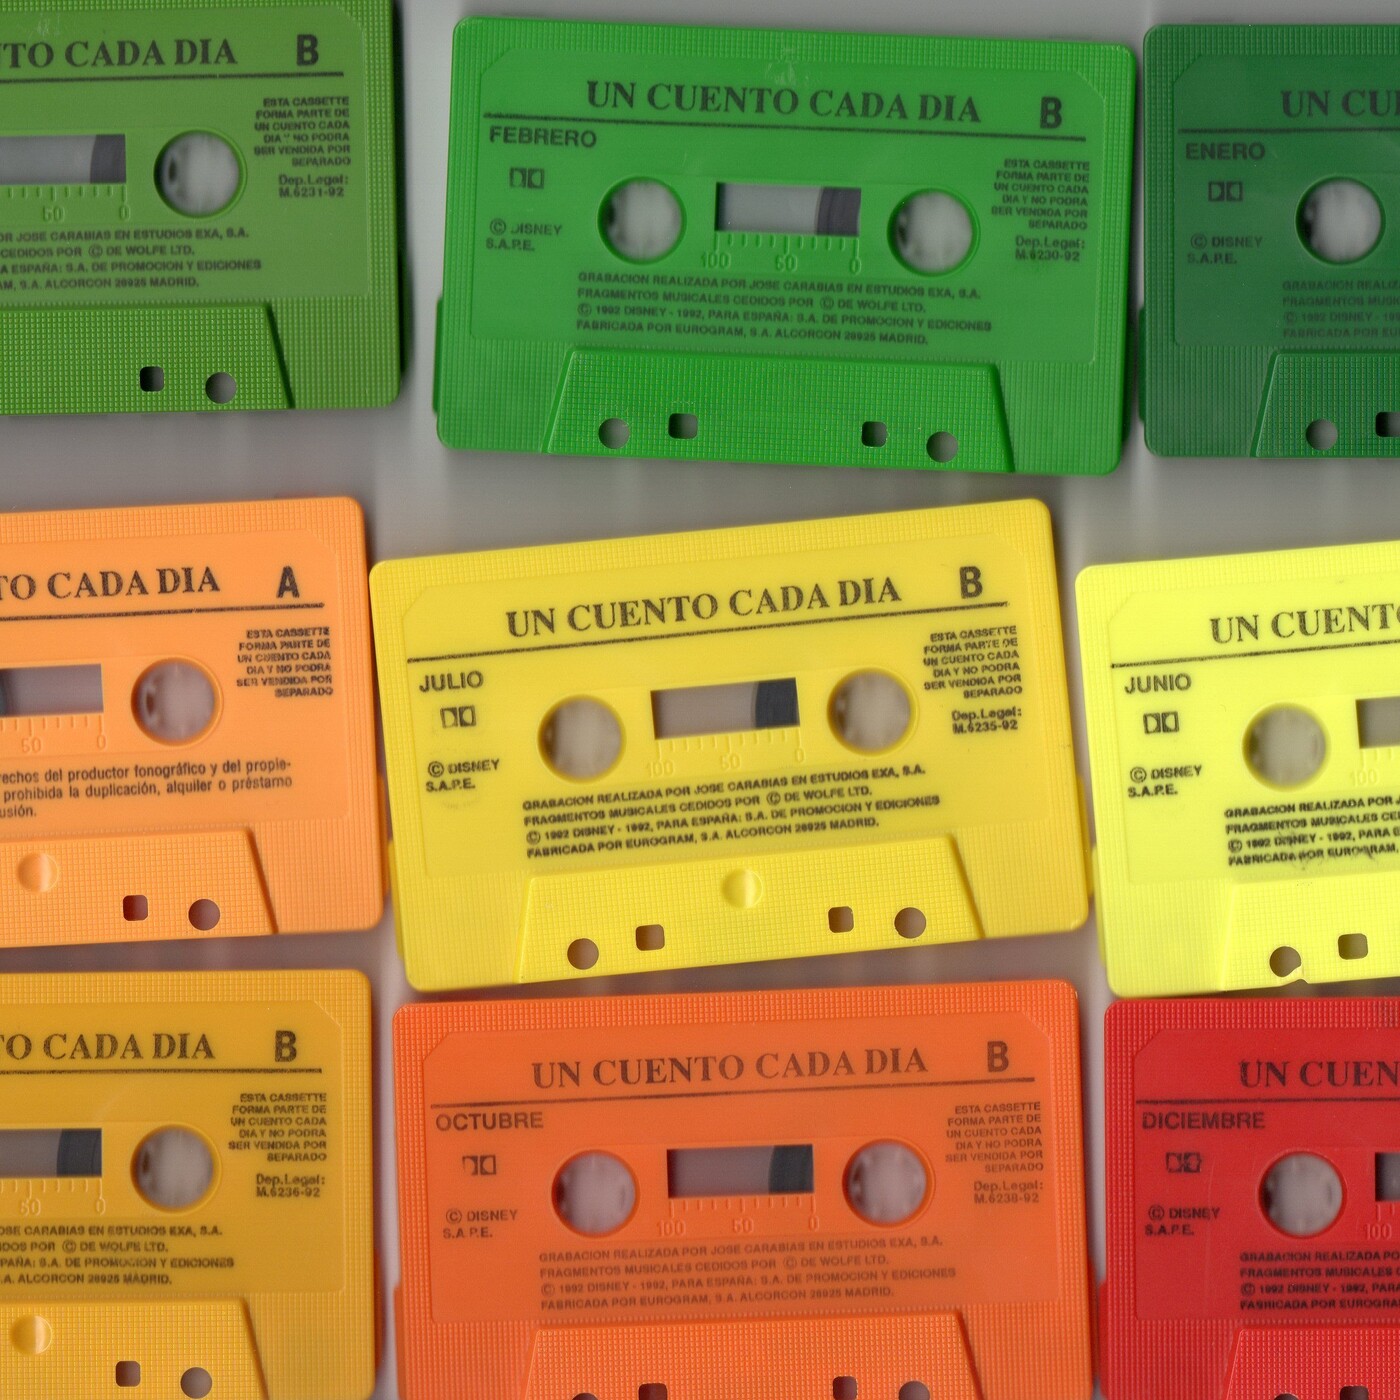 TO CADA DIA B
ESTA CASSETTE
FORMA PARTE DE
UN CUENTO CADA
DIA " NO PODRA
SER VENDIDA POR
SEPARADO
Dep.Legal:
M.6231-92
50 0
OR JOSE CARABIAS EN ESTUDIOS EXA, S.A.
CEDIDOS POR © DE WOLFE LTD.
A ESPAÑA: S.A. DE PROMOCION Y EDICIONES
M, S.A. ALCORCON 28925 MADRID.
UN CUENTO CADA DIA B
FEBRERO
© DISNEY
S.A.P.E.
ESTA CASSETTE
FORMA PARTE DE
UN CUENTO CADA
DIA Y NO PODRA
SER VENDIDA POR
SEPARADO
Dep.Legal:
M.6230-92
100 50 0
GRABACION REALIZADA POR JOSE CARABIAS EN ESTUDIOS EXA, S.A.
FRAGMENTOS MUSICALES CEDIDOS POR © DE WOLFE LTD.
© 1992 DISNEY - 1992, PARA ESPAÑA: S.A. DE PROMOCION Y EDICIONES
FABRICADA POR EUROGRAM, S.A. ALCORCON 28925 MADRID.
UN CU
ENERO
© DISNEY
S.A.P.E.
GRABACION RE
FRAGMENTOS M
© 1992 DISNEY - 199
FABRICADA POR EU
TO CADA DIA A
ESTA CASSETTE
FORMA PARTE DE
UN CUENTO CADA
DIA Y NO PODRA
SER VENDIDA POR
SEPARADO
50 0
echos del productor fonográfico y del propie-
prohibida la duplicación, alquiler o préstamo
usión.
UN CUENTO CADA DIA B
JULIO
© DISNEY
S.A.P.E.
ESTA CASSETTE
FORMA PARTE DE
UN CUENTO CADA
DIA Y NO PODRA
SER VENDIDA POR
SEPARADO
Dep.Legal:
M.6235-92
100 50 0
GRABACION REALIZADA POR JOSE CARABIAS EN ESTUDIOS EXA, S.A.
FRAGMENTOS MUSICALES CEDIDOS POR © DE WOLFE LTD.
© 1992 DISNEY - 1992, PARA ESPAÑA: S.A. DE PROMOCION Y EDICIONES
FABRICADA POR EUROGRAM, S.A. ALCORCON 28925 MADRID.
UN CUENT
JUNIO
© DISNEY
S.A.P.E.
100
GRABACION REALIZADA POR J
FRAGMENTOS MUSICALES CE
© 1992 DISNEY - 1992, PARA E
FABRICADA POR EUROGRAM,
TO CADA DIA B
ESTA CASSETTE
FORMA PARTE DE
UN CUENTO CADA
DIA Y NO PODRA
SER VENDIDA POR
SEPARADO
Dep.Legal:
M.6236-92
50 0
OSE CARABIAS EN ESTUDIOS EXA, S.A.
DOS POR © DE WOLFE LTD.
PAÑA: S.A. DE PROMOCION Y EDICIONES
.A. ALCORCON 28925 MADRID.
UN CUENTO CADA DIA B
OCTUBRE
© DISNEY
S.A.P.E.
ESTA CASSETTE
FORMA PARTE DE
UN CUENTO CADA
DIA Y NO PODRA
SER VENDIDA POR
SEPARADO
Dep.Legal:
M.6238-92
100 50 0
GRABACION REALIZADA POR JOSE CARABIAS EN ESTUDIOS EXA, S.A.
FRAGMENTOS MUSICALES CEDIDOS POR © DE WOLFE LTD.
© 1992 DISNEY - 1992, PARA ESPAÑA: S.A. DE PROMOCION Y EDICIONES
FABRICADA POR EUROGRAM, S.A. ALCORCON 28925 MADRID.
UN CUEN
DICIEMBRE
© DISNEY
S.A.P.E.
100
GRABACION REALIZADA PO
FRAGMENTOS MUSICALES C
© 1992 DISNEY - 1992, PARA
FABRICADA POR EUROGRA